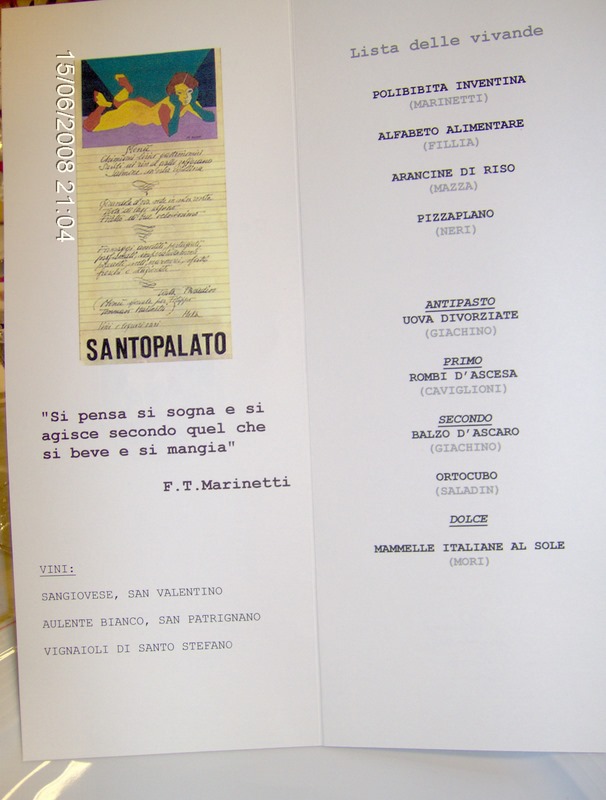 15/06/2008 21:04
Menù
SANTOPALATO
"Si pensa si sogna e si
agisce secondo quel che
si beve e si mangia"
F.T.Marinetti
VINI:
SANGIOVESE, SAN VALENTINO
AULENTE BIANCO, SAN PATRIGNANO
VIGNAIOLI DI SANTO STEFANO
Lista delle vivande
POLIBIBITA INVENTINA
(MARINETTI)
ALFABETO ALIMENTARE
(FILLIA)
ARANCINE DI RISO
(MAZZA)
PIZZAPLANO
(NERI)
ANTIPASTO
UOVA DIVORZIATE
(GIACHINO)
PRIMO
ROMBI D'ASCESA
(CAVIGLIONI)
SECONDO
BALZO D'ASCARO
(GIACHINO)
ORTOCUBO
(SALADIN)
DOLCE
MAMMELLE ITALIANE AL SOLE
(MORI)